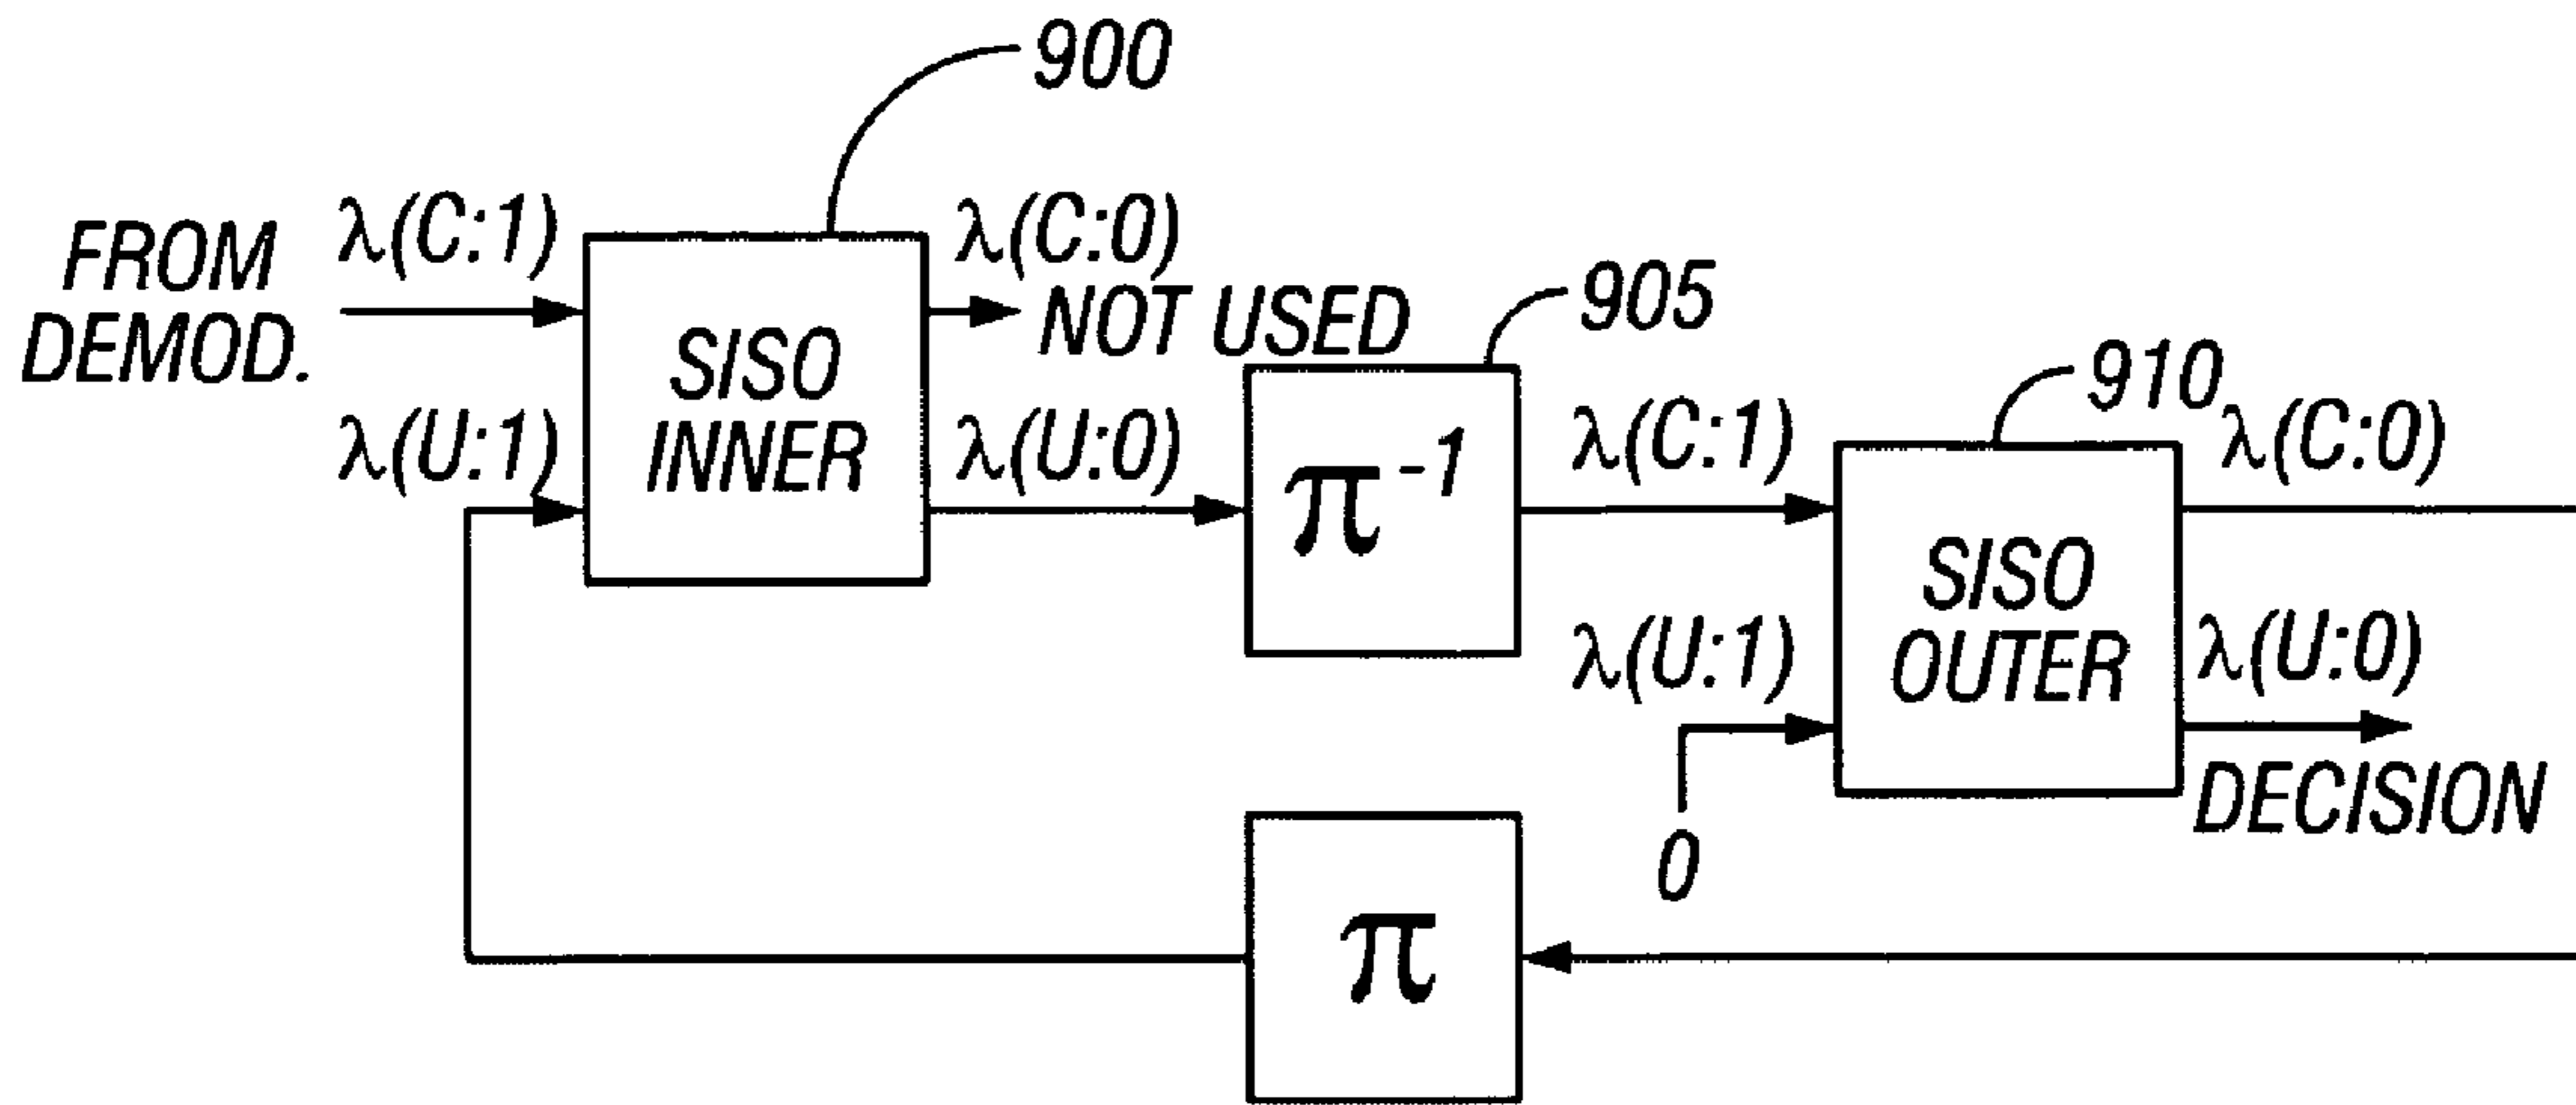 900
FROM
DEMOD.
λ(C:1)
λ(U:1)
SISO
INNER
λ(C:0)
NOT USED
λ(U:0)
905
π⁻¹
λ(C:1)
λ(U:1)
0
910
SISO
OUTER
λ(C:0)
λ(U:0)
DECISION
π